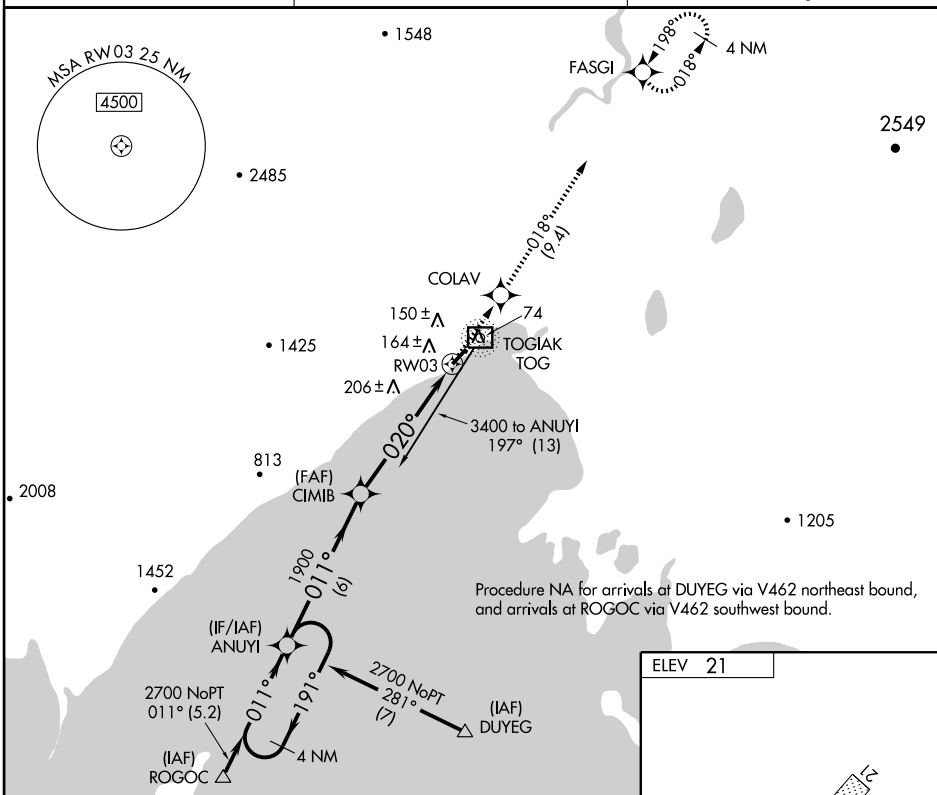 1548
198°
018°
4 NM
FASGI
MSA RW03 25 NM
4500
2549
2485
018°
(9.4)
COLAV
150 ±
74
164 ±
TOGIAK
TOG
1425
RW03
206 ±
020°
3400 to ANUYI
197° (13)
813
(FAF)
CIMIB
2008
1205
1900
011°
(6)
1452
Procedure NA for arrivals at DUYEG via V462 northeast bound,
and arrivals at ROGOC via V462 southwest bound.
(IF/IAF)
ANUYI
ELEV 21
2700 NoPT
281°
(7)
2700 NoPT
011° (5.2)
011°
191°
(IAF)
DUYEG
4 NM
(IAF)
ROGOC
21